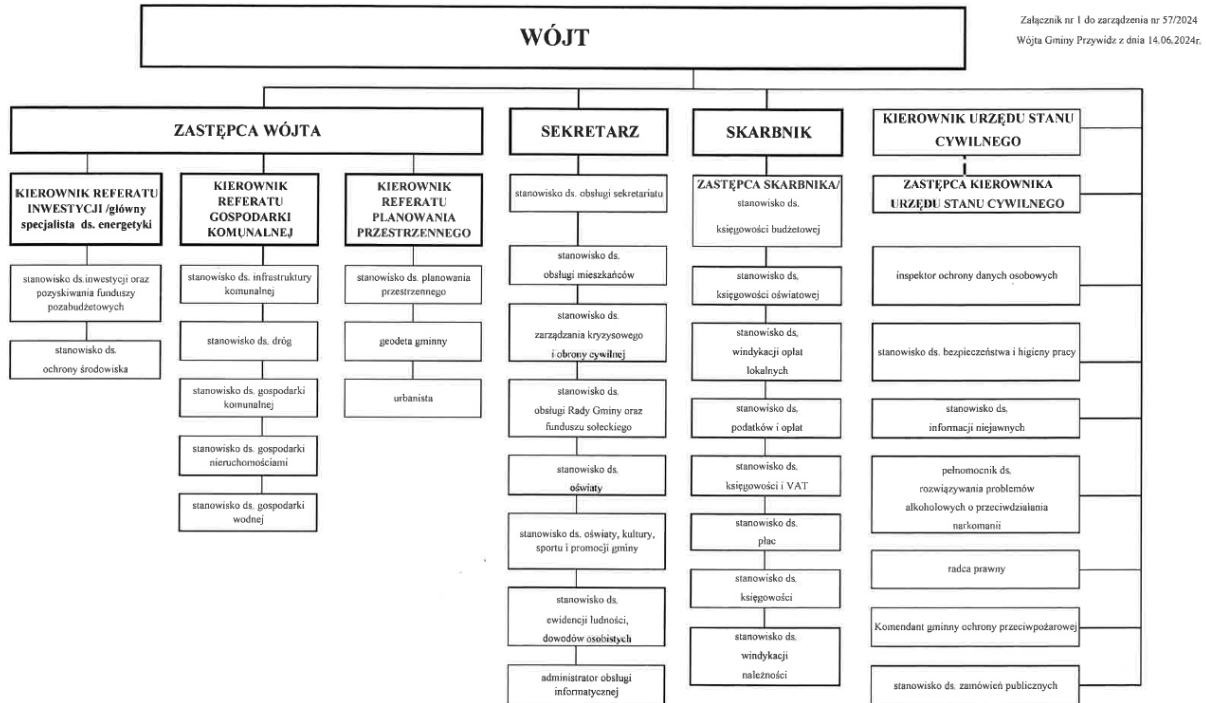 WÓJT
Załącznik nr 1 do zarządzenia nr 57/2024
Wójta Gminy Przywidz z dnia 14.06.2024r.
ZASTĘPCA WÓJTA
KIEROWNIK REFERATU
INWESTYCJI /główny
specjalista ds. energetyki
stanowisko ds.inwestycji oraz
pozyskiwania funduszy
pozabudżetowych
stanowisko ds.
ochrony środowiska
KIEROWNIK
REFERATU
GOSPODARKI
KOMUNALNEJ
stanowisko ds. infrastruktury
komunalnej
stanowisko ds. dróg
stanowisko ds. gospodarki
komunalnej
stanowisko ds. gospodarki
nieruchomościami
stanowisko ds. gospodarki
wodnej
KIEROWNIK
REFERATU
PLANOWANIA
PRZESTRZENNEGO
stanowisko ds. planowania
przestrzennego
geodeta gminny
urbanista
SEKRETARZ
stanowisko ds. obsługi sekretariatu
stanowisko ds.
obsługi mieszkańców
stanowisko ds.
zarządzania kryzysowego
i obrony cywilnej
stanowisko ds.
obsługi Rady Gminy oraz
funduszu sołeckiego
stanowisko ds.
oświaty
stanowisko ds. oświaty, kultury,
sportu i promocji gminy
stanowisko ds.
ewidencji ludności,
dowodów osobistych
administrator obsługi
informatycznej
SKARBNIK
ZASTĘPCA SKARBNIKA/
stanowisko ds.
księgowości budżetowej
stanowisko ds.
księgowości oświatowej
stanowisko ds.
windykacji opłat
lokalnych
stanowisko ds.
podatków i opłat
stanowisko ds.
księgowości i VAT
stanowisko ds.
płac
stanowisko ds.
księgowości
stanowisko ds.
windykacji
należności
KIEROWNIK URZĘDU STANU
CYWILNEGO
ZASTĘPCA KIEROWNIKA
URZĘDU STANU CYWILNEGO
inspektor ochrony danych osobowych
stanowisko ds. bezpieczeństwa i higieny pracy
stanowisko ds.
informacji niejawnych
pełnomocnik ds.
rozwiązywania problemów
alkoholowych o przeciwdziałania
narkomanii
radca prawny
Komendant gminny ochrony przeciwpożarowej
stanowisko ds. zamówień publicznych